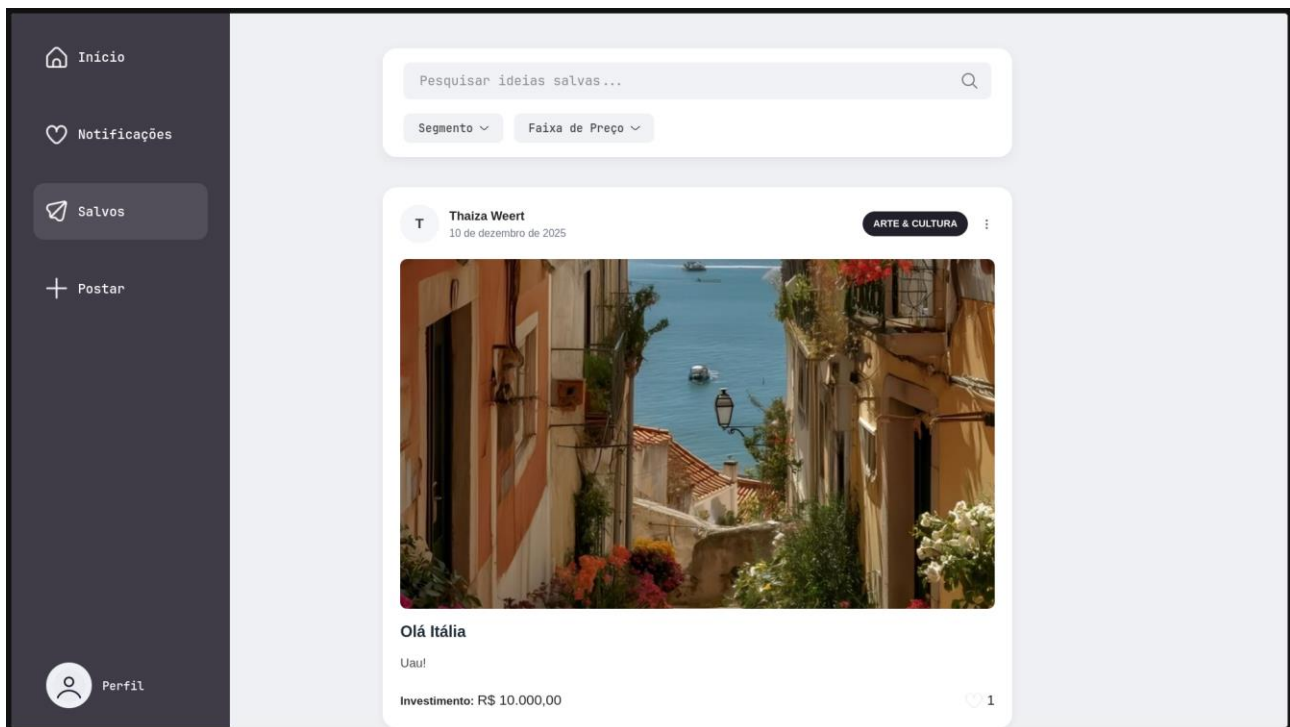 Início
Notificações
Salvos
Postar
Perfil
Pesquisar ideias salvas...
Segmento
Faixa de Preço
T
Thaiza Weert
10 de dezembro de 2025
ARTE & CULTURA
Olá Itália
Uau!
Investimento: R$ 10.000,00
1